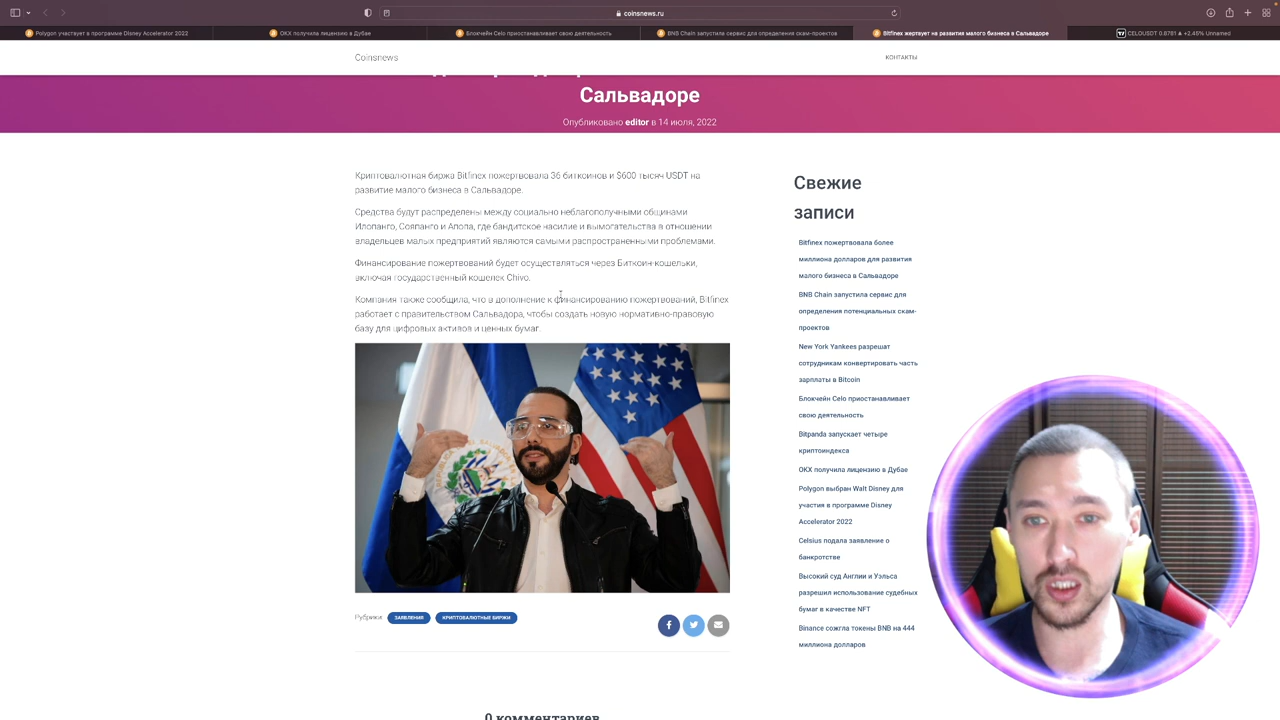 coinsnews.ru
Polygon участвует в программе Disney Accelerator 2022
OKX получила лицензию в Дубае
Блокчейн Celo приостанавливает свою деятельность
BNB Chain запустила сервис для определения скам-проектов
Bitfinex жертвует на развития малого бизнеса в Сальвадоре
CELOUSDT 0.8781 ▲ +2.45% Unnamed
Coinsnews
КОНТАКТЫ
Сальвадоре
Опубликовано editor в 14 июля, 2022
Криптовалютная биржа Bitfinex пожертвовала 36 биткоинов и $600 тысяч USDT на
развитие малого бизнеса в Сальвадоре.
Средства будут распределены между социально неблагополучными общинами
Илопанго, Сояпанго и Апопа, где бандитское насилие и вымогательства в отношении
владельцев малых предприятий являются самыми распространенными проблемами.
Финансирование пожертвований будет осуществляться через Биткоин-кошельки,
включая государственный кошелек Chivo.
Компания также сообщила, что в дополнение к финансированию пожертвований, Bitfinex
работает с правительством Сальвадора, чтобы создать новую нормативно-правовую
базу для цифровых активов и ценных бумаг.
Рубрики
ЗАЯВЛЕНИЯ
КРИПТОВАЛЮТНЫЕ БИРЖИ
0 комментариев
Свежие
записи
Bitfinex пожертвовала более
миллиона долларов для развития
малого бизнеса в Сальвадоре
BNB Chain запустила сервис для
определения потенциальных скам-
проектов
New York Yankees разрешат
сотрудникам конвертировать часть
зарплаты в Bitcoin
Блокчейн Celo приостанавливает
свою деятельность
Bitpanda запускает четыре
криптоиндекса
OKX получила лицензию в Дубае
Polygon выбран Walt Disney для
участия в программе Disney
Accelerator 2022
Celsius подала заявление о
банкротстве
Высокий суд Англии и Уэльса
разрешил использование судебных
бумаг в качестве NFT
Binance сожгла токены BNB на 444
миллиона долларов